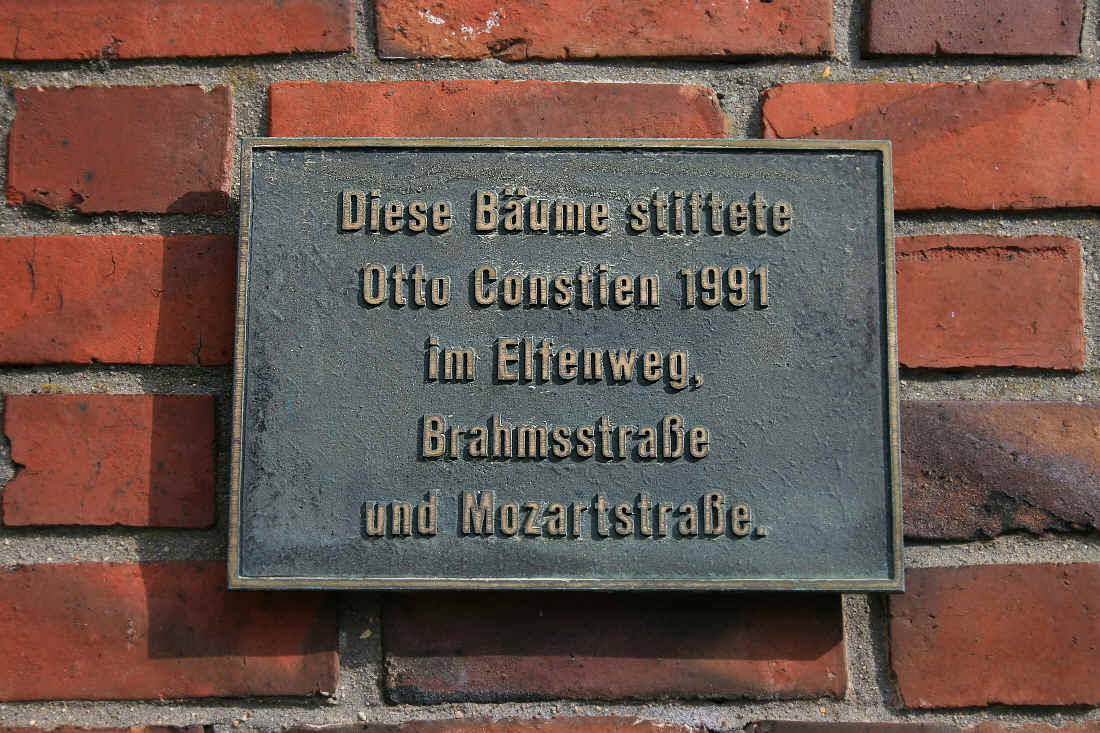 Diese Bäume stiftete
Otto Constien 1991
im Elfenweg,
Brahmsstraße
und Mozartstraße.